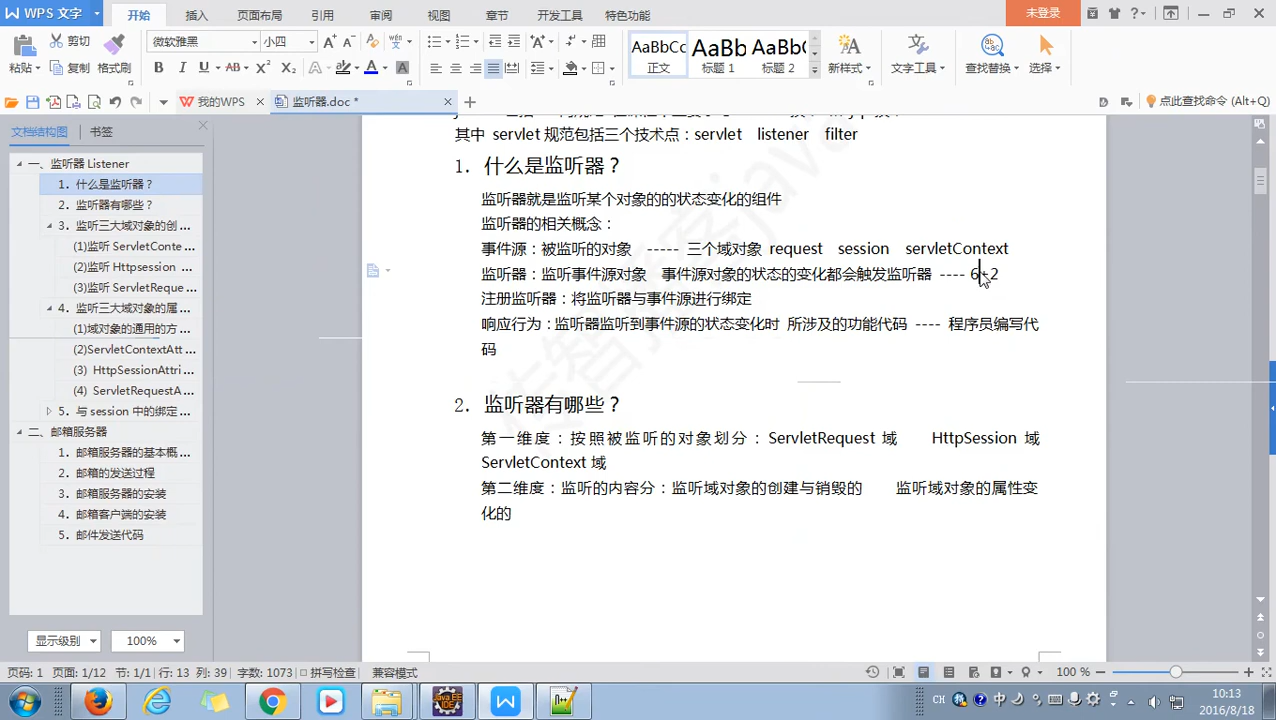 WPS 文字
开始
插入
页面布局
引用
审阅
视图
章节
开发工具
特色功能
未登录
剪切
粘贴
复制
格式刷
微软雅黑
小四
AaBbCc
正文
AaBb
标题 1
AaBb(
标题 2
新样式
文字工具
查找替换
选择
我的WPS
监听器.doc *
点此查找命令 (Alt+Q)
文档结构图
书签
一、监听器 Listener
1. 什么是监听器？
2. 监听器有哪些？
3. 监听三大域对象的创 ...
(1)监听 ServletConte ...
(2)监听 Httpsession ...
(3)监听 ServletReque ...
4. 监听三大域对象的属 ...
(1)域对象的通用的方 ...
(2)ServletContextAtt ...
(3) HttpSessionAttri ...
(4) ServletRequestA ...
5. 与 session 中的绑定 ...
二、邮箱服务器
1. 邮箱服务器的基本概 ...
2. 邮箱的发送过程
3. 邮箱服务器的安装
4. 邮箱客户端的安装
5. 邮件发送代码
显示级别
100%
其中 servlet 规范包括三个技术点：servlet listener filter
1. 什么是监听器？
监听器就是监听某个对象的的状态变化的组件
监听器的相关概念：
事件源：被监听的对象 ----- 三个域对象 request session servletContext
监听器：监听事件源对象 事件源对象的状态的变化都会触发监听器 ---- 6+2
注册监听器：将监听器与事件源进行绑定
响应行为：监听器监听到事件源的状态变化时 所涉及的功能代码 ---- 程序员编写代
码
2. 监听器有哪些？
第一维度：按照被监听的对象划分：ServletRequest 域 HttpSession 域
ServletContext 域
第二维度：监听的内容分：监听域对象的创建与销毁的 监听域对象的属性变
化的
传智播客java
页码: 1 页面: 1/12 节: 1/1 行: 13 列: 39 字数: 1073 拼写检查 兼容模式
100 %
Java EE
IDE
CH
中
10:13
2016/8/18